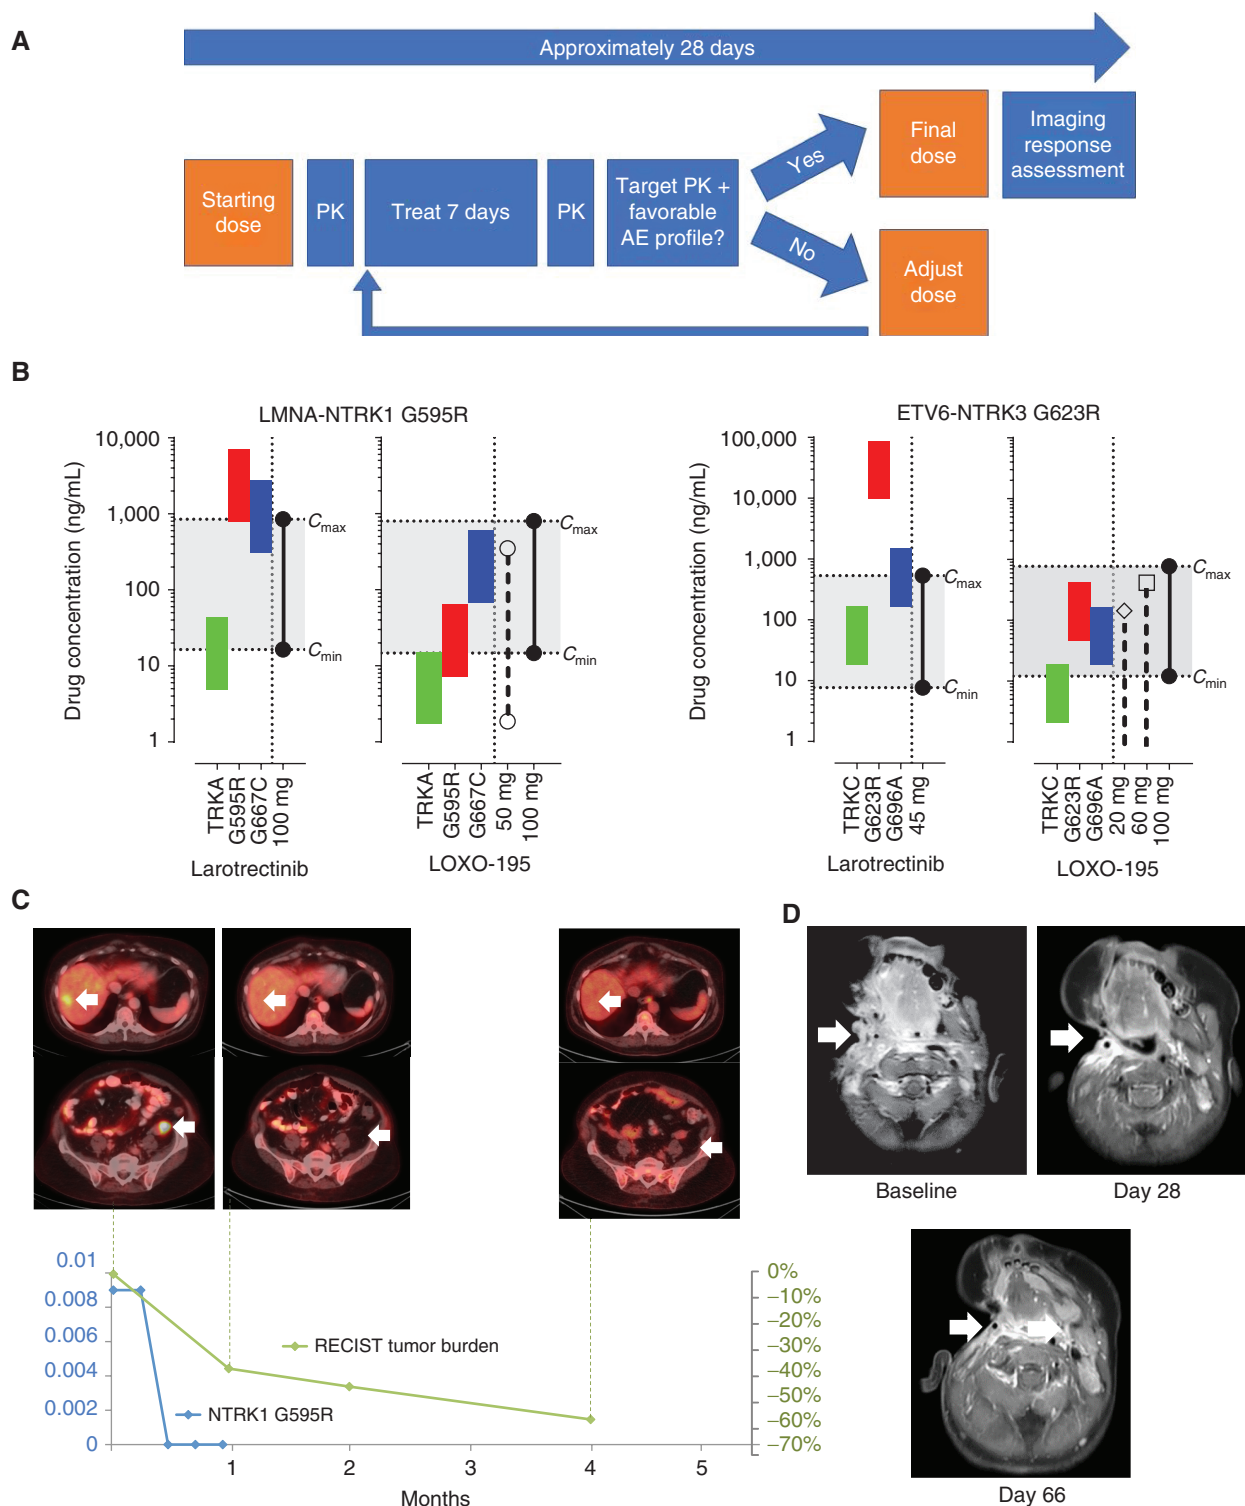 A
Approximately 28 days
Starting
dose
PK
Treat 7 days
PK
Target PK +
favorable
AE profile?
Yes
No
Final
dose
Adjust
dose
Imaging
response
assessment
B
LMNA-NTRK1 G595R
Drug concentration (ng/mL)
10,000
1,000
100
10
1
Cmax
Cmin
TRKA
G595R
G667C
100 mg
Larotrectinib
Cmax
Cmin
TRKA
G595R
G667C
50 mg
100 mg
LOXO-195
ETV6-NTRK3 G623R
Drug concentration (ng/mL)
100,000
10,000
1,000
100
10
1
Cmax
Cmin
TRKC
G623R
G696A
45 mg
Larotrectinib
Cmax
Cmin
TRKC
G623R
G696A
20 mg
60 mg
100 mg
LOXO-195
C
0.01
0.008
0.006
0.004
0.002
0
RECIST tumor burden
NTRK1 G595R
0%
–10%
–20%
–30%
–40%
–50%
–60%
–70%
1
2
3
4
5
Months
D
Baseline
Day 28
Day 66